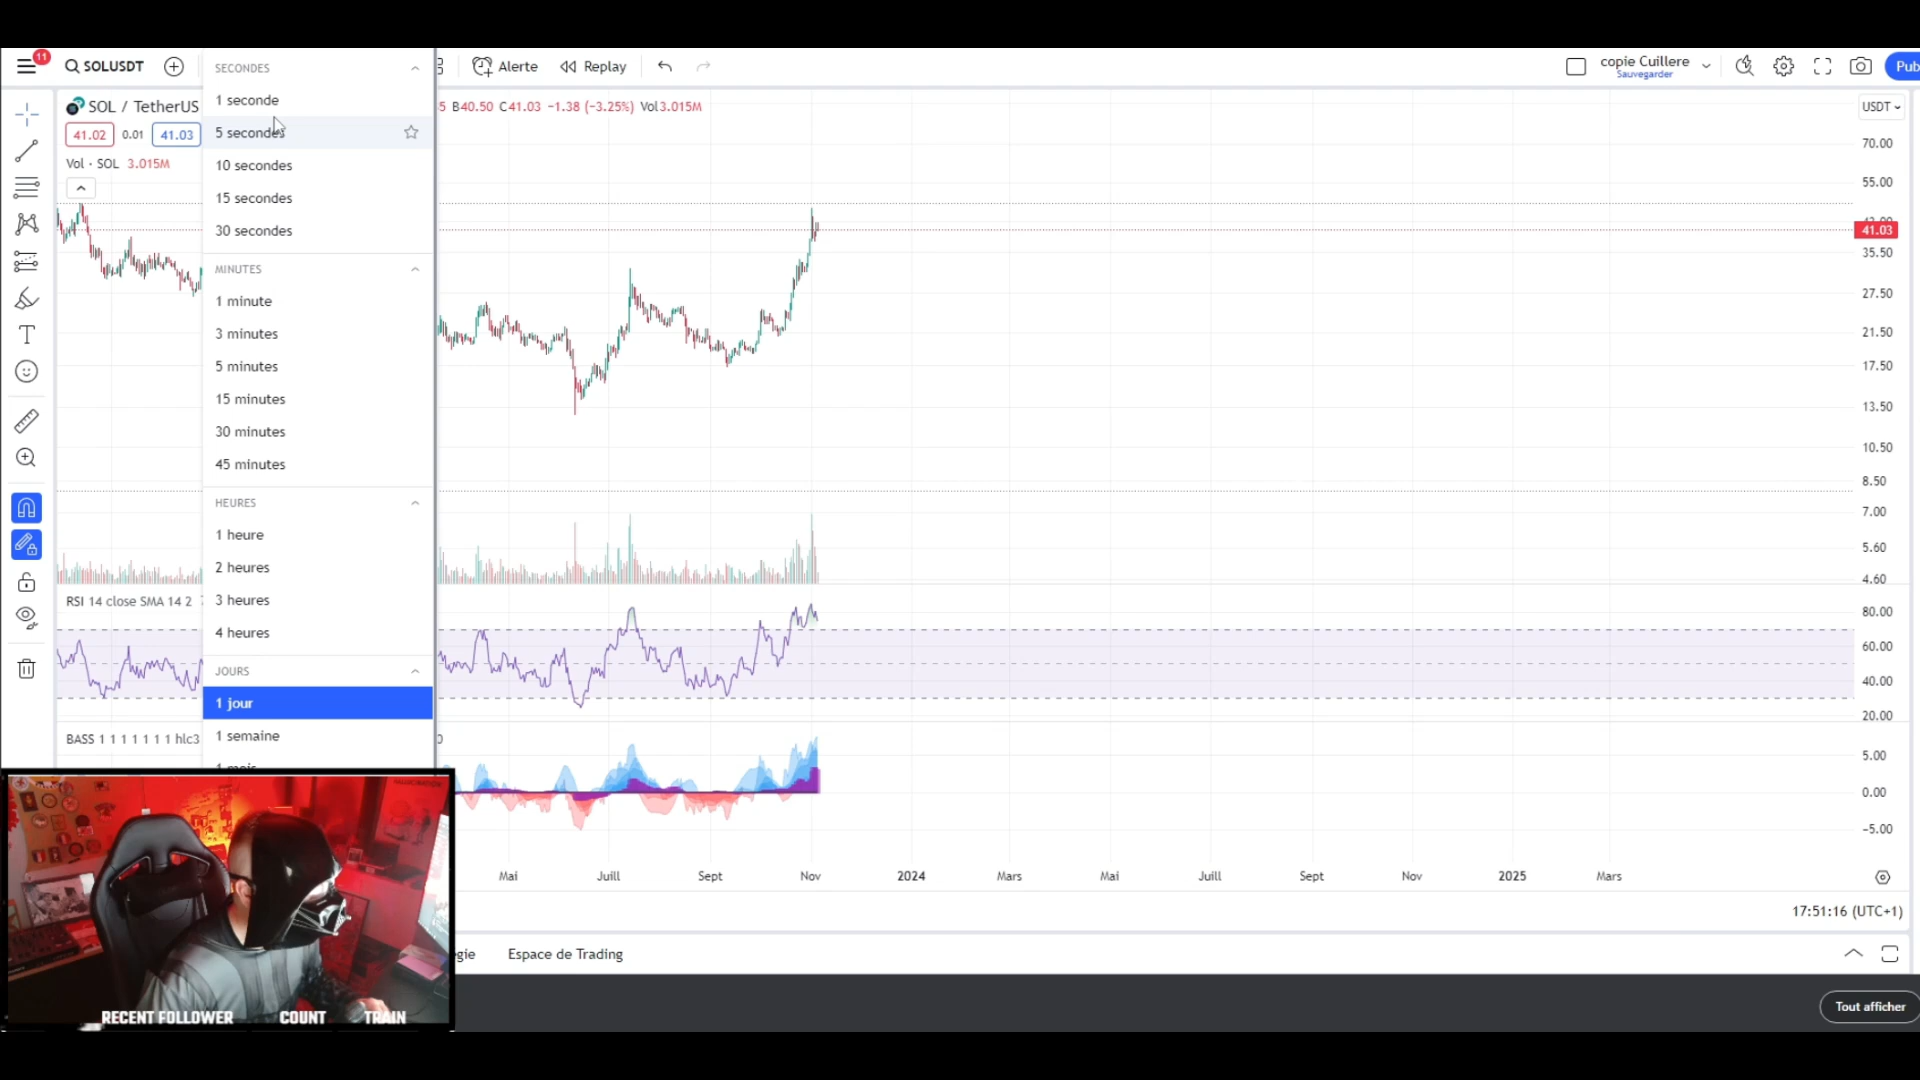 11
SOLUSDT
SECONDES
Alerte
Replay
copie Cuillere
Sauvegarder
Pub
SOL / TetherUS
1 seconde
5 B40.50 C41.03 −1.38 (−3.25%) Vol3.015M
USDT
41.02 0.01 41.03
5 secondes
70.00
Vol · SOL 3.015M
10 secondes
55.00
15 secondes
30 secondes
41.03
35.50
MINUTES
27.50
1 minute
3 minutes
21.50
5 minutes
17.50
15 minutes
13.50
30 minutes
10.50
45 minutes
8.50
HEURES
7.00
1 heure
5.60
2 heures
4.60
RSI 14 close SMA 14 2
3 heures
80.00
4 heures
60.00
JOURS
40.00
1 jour
20.00
BASS 1 1 1 1 1 1 1 hlc3
1 semaine
0
5.00
1 mois
0.00
−5.00
Mai Juill Sept Nov 2024 Mars Mai Juill Sept Nov 2025 Mars
17:51:16 (UTC+1)
gie
Espace de Trading
Tout afficher
RECENT FOLLOWER COUNT TRAIN